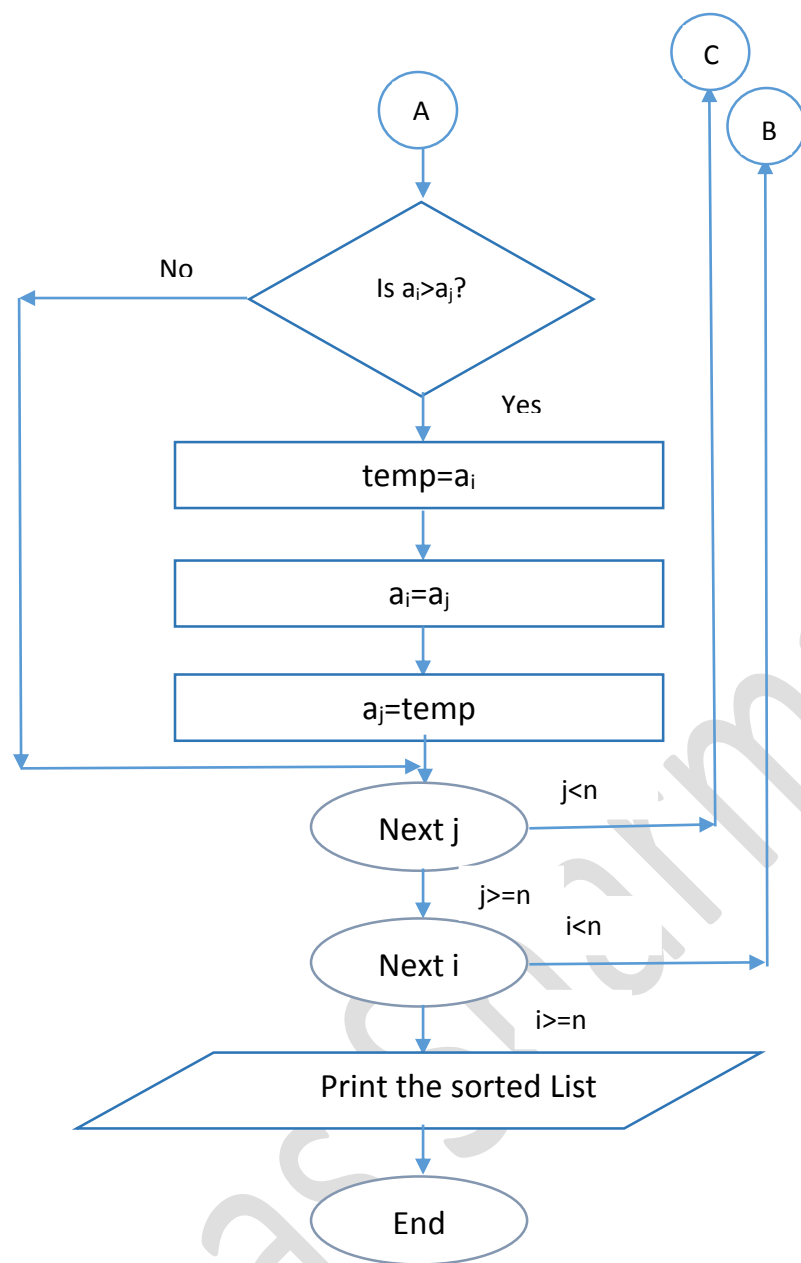 C
A
B
No
Is aᵢ>aⱼ?
Yes
temp=aᵢ
aᵢ=aⱼ
aⱼ=temp
j<n
Next j
j>=n
i<n
Next i
i>=n
Print the sorted List
End